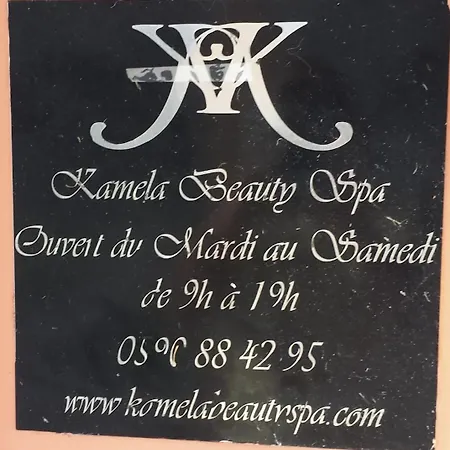 Kamela Beauty Spa
Ouvert du Mardi au Samedi
de 9h à 19h
0590 88 42 95
www.kamelabeautyspa.com